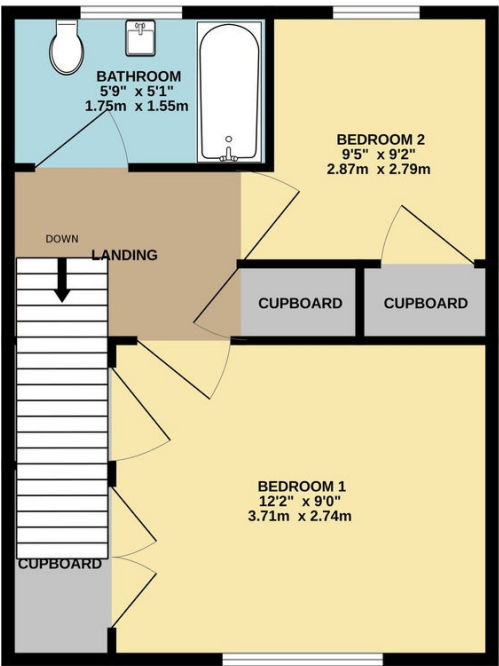 BATHROOM
5'9" x 5'1"
1.75m x 1.55m
BEDROOM 2
9'5" x 9'2"
2.87m x 2.79m
DOWN
LANDING
CUPBOARD
CUPBOARD
BEDROOM 1
12'2" x 9'0"
3.71m x 2.74m
CUPBOARD